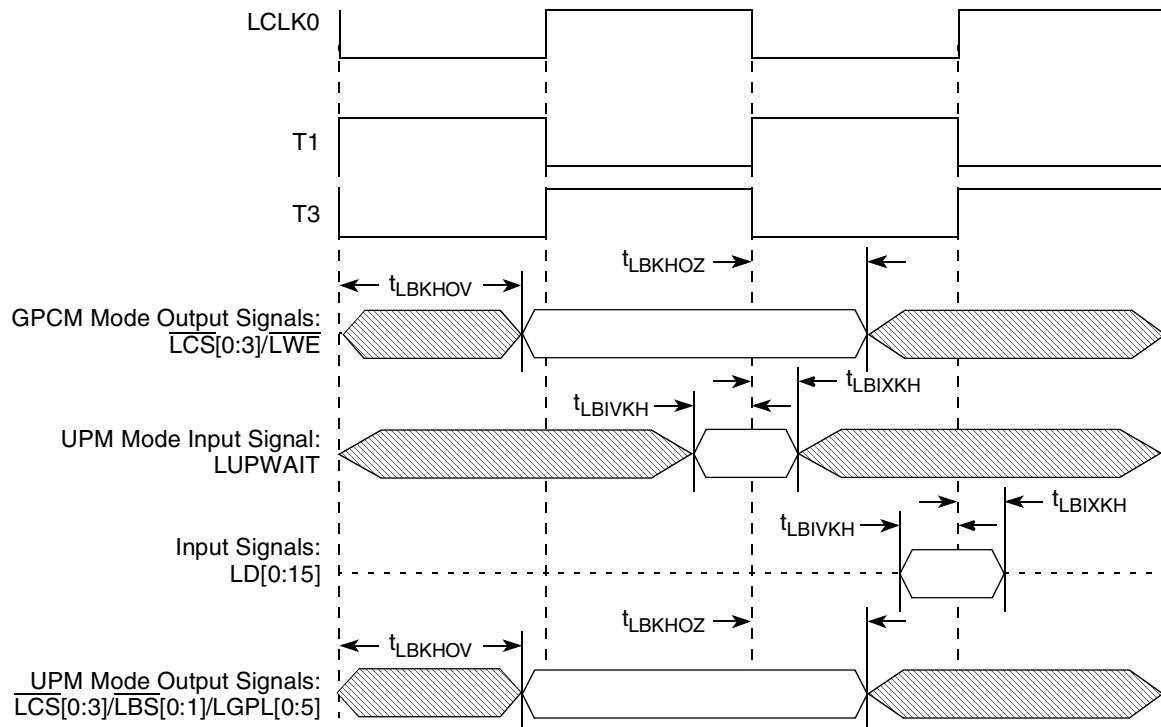 LCLK0
T1
T3
tLBKHOZ
tLBKHOV
GPCM Mode Output Signals:
LCS[0:3]/LWE
tLBIXKH
tLBIVKH
UPM Mode Input Signal:
LUPWAIT
tLBIXKH
tLBIVKH
Input Signals:
LD[0:15]
tLBKHOZ
tLBKHOV
UPM Mode Output Signals:
LCS[0:3]/LBS[0:1]/LGPL[0:5]